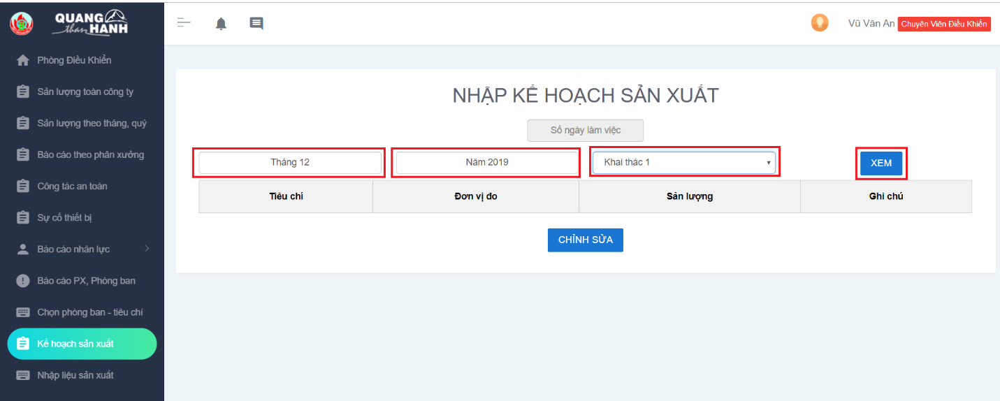 QUANG
than HANH
Vũ Văn An Chuyên Viên Điều Khiển
Phòng Điều Khiển
Sản lượng toàn công ty
Sản lượng theo tháng, quý
Báo cáo theo phân xưởng
Công tác an toàn
Sự cố thiết bị
Báo cáo nhân lực
Báo cáo PX, Phòng ban
Chọn phòng ban - tiêu chí
Kế hoạch sản xuất
Nhập liệu sản xuất
NHẬP KẾ HOẠCH SẢN XUẤT
Số ngày làm việc
Tháng 12 Năm 2019 Khai thác 1 XEM
Tiêu chí Đơn vị đo Sản lượng Ghi chú
CHỈNH SỬA